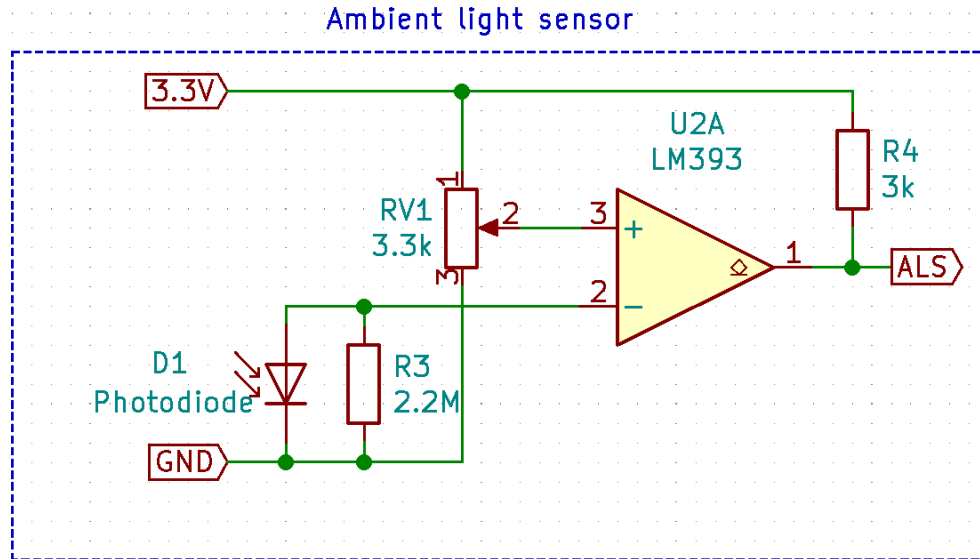 Ambient light sensor
3.3V
U2A
LM393
R4
3k
1
RV1
3.3k
2
3
3
+
1
ALS
2
−
D1
Photodiode
R3
2.2M
GND